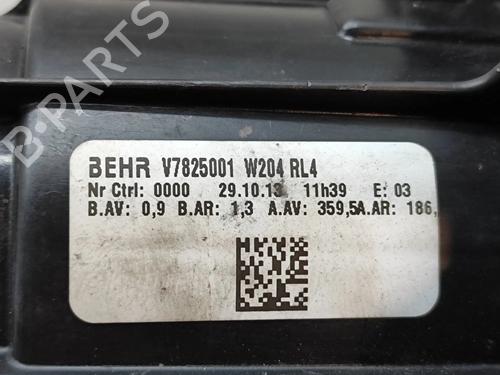 BEHR V7825001 W204 RL4
Nr Ctrl: 0000 29.10.13 11h39 E: 03
B.AV: 0,9 B.AR: 1,3 A.AV: 359,5A.AR: 186,
B-PARTS